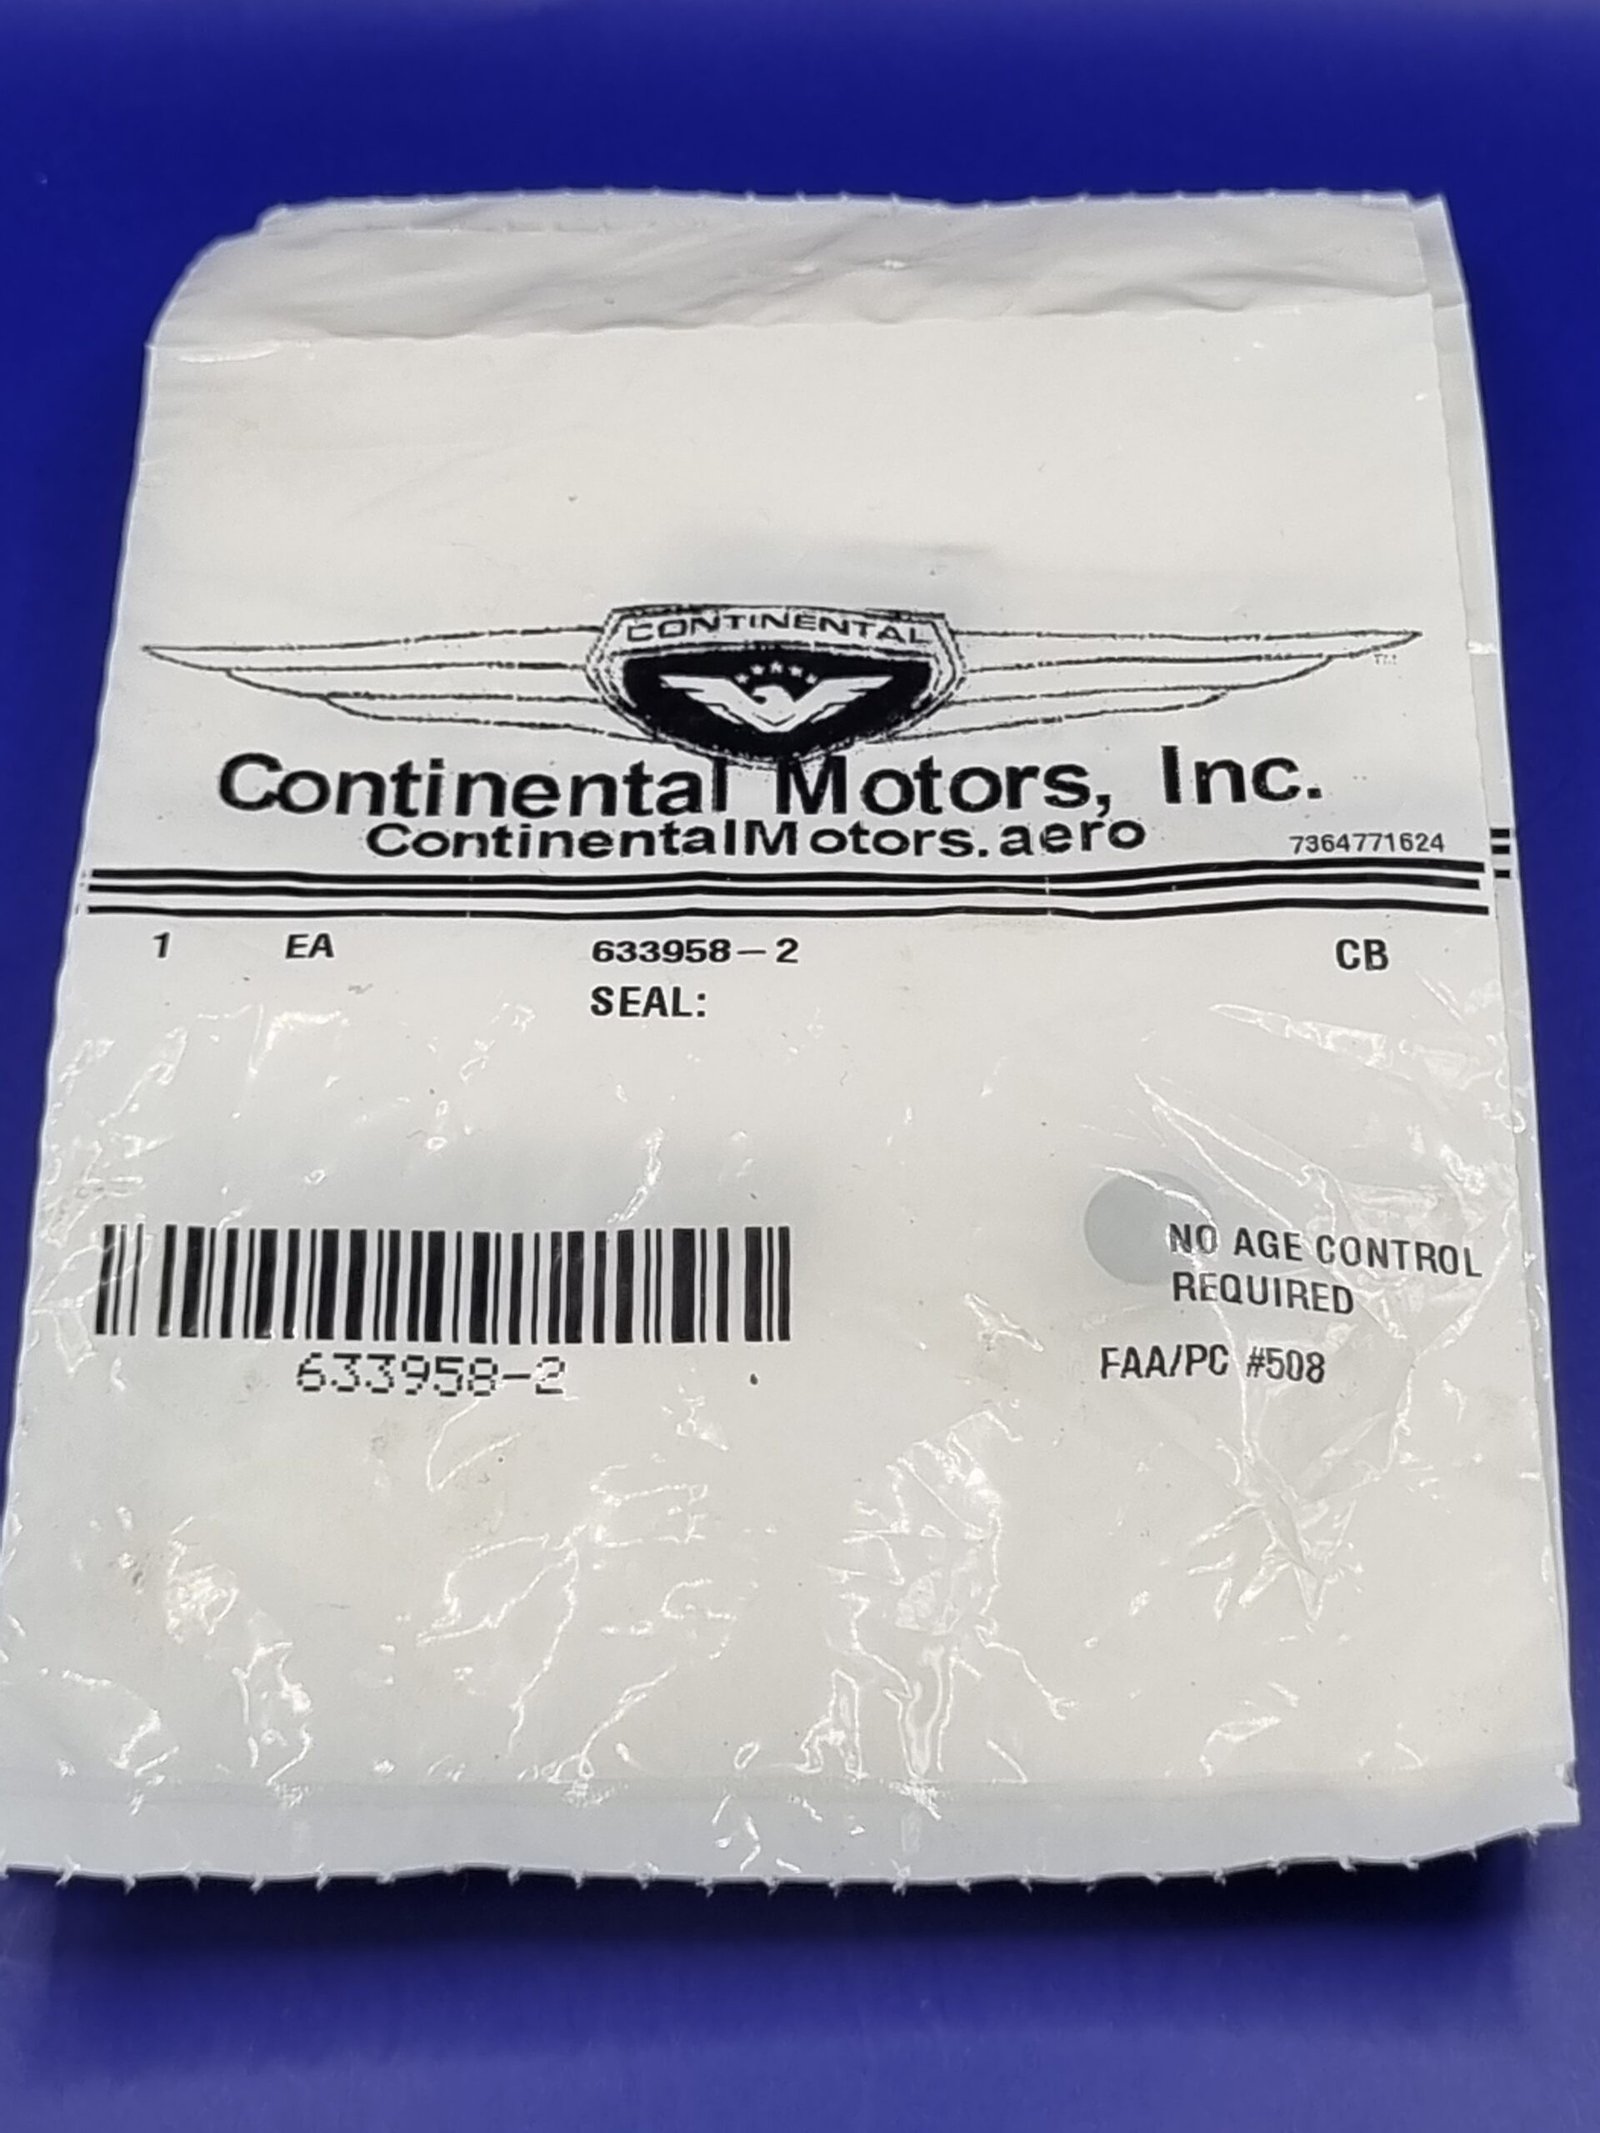 CONTINENTAL
TM
Continental Motors, Inc.
ContinentalMotors.aero
7364771624
1 EA 633958-2 CB
SEAL:
NO AGE CONTROL
REQUIRED
633958-2
FAA/PC #508